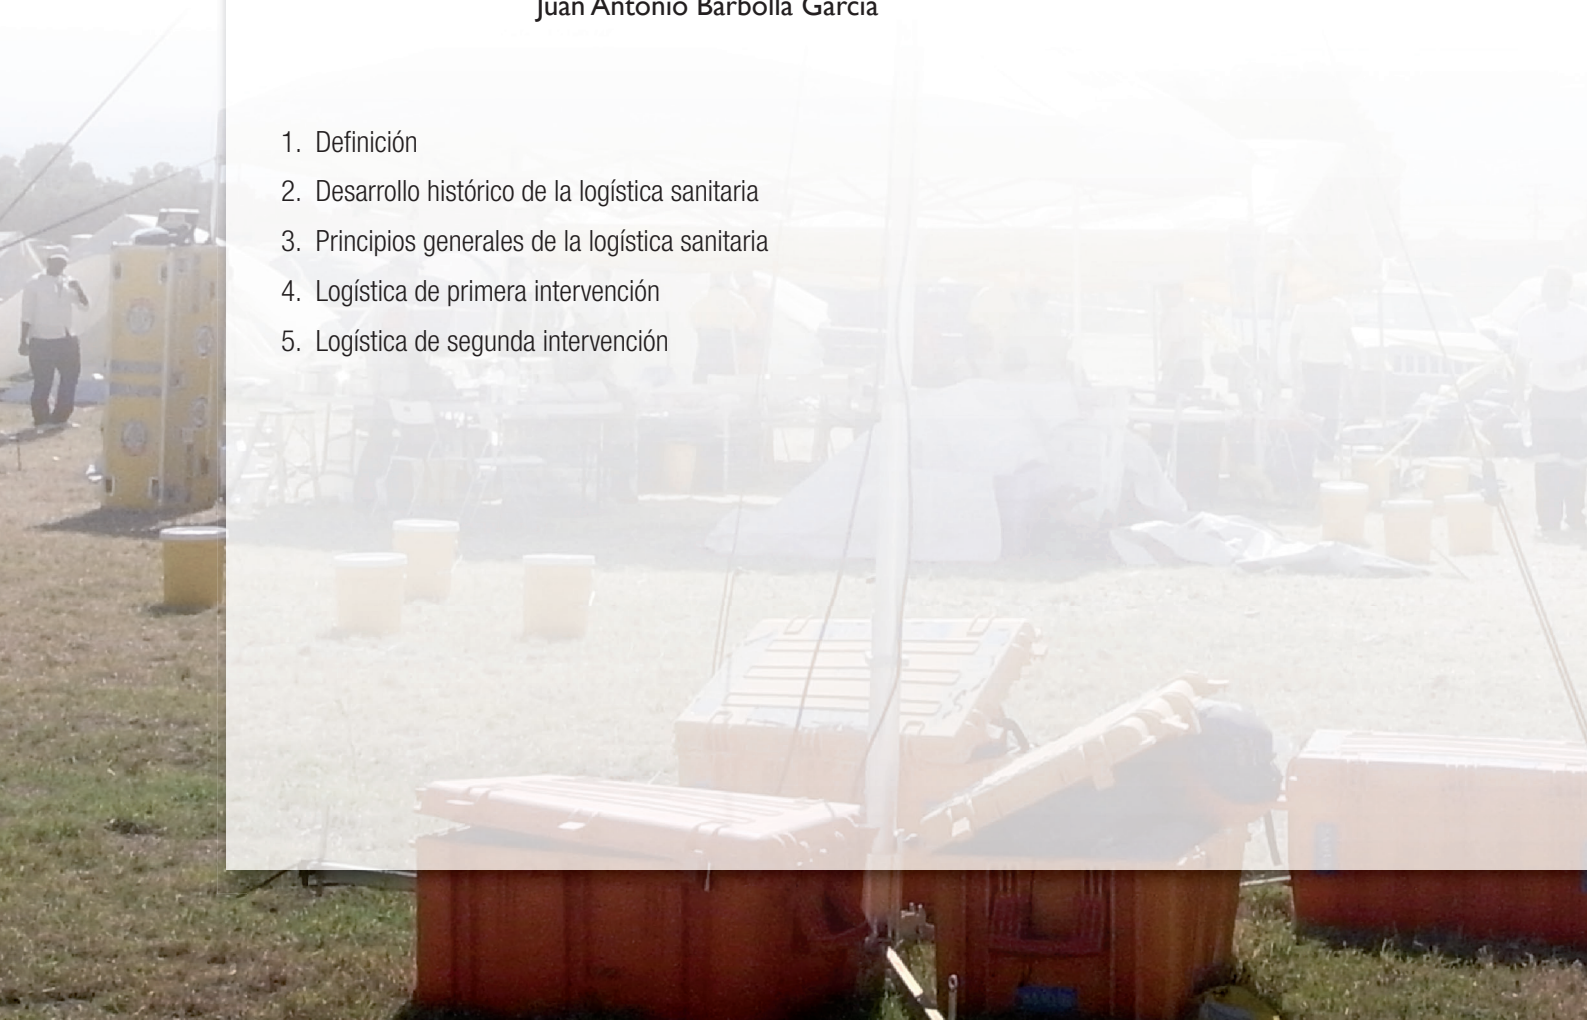 Juan Antonio Barbolla García
1. Definición
2. Desarrollo histórico de la logística sanitaria
3. Principios generales de la logística sanitaria
4. Logística de primera intervención
5. Logística de segunda intervención